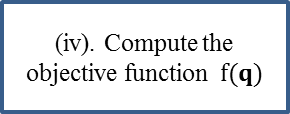 (iv). Compute the
objective function f(q)